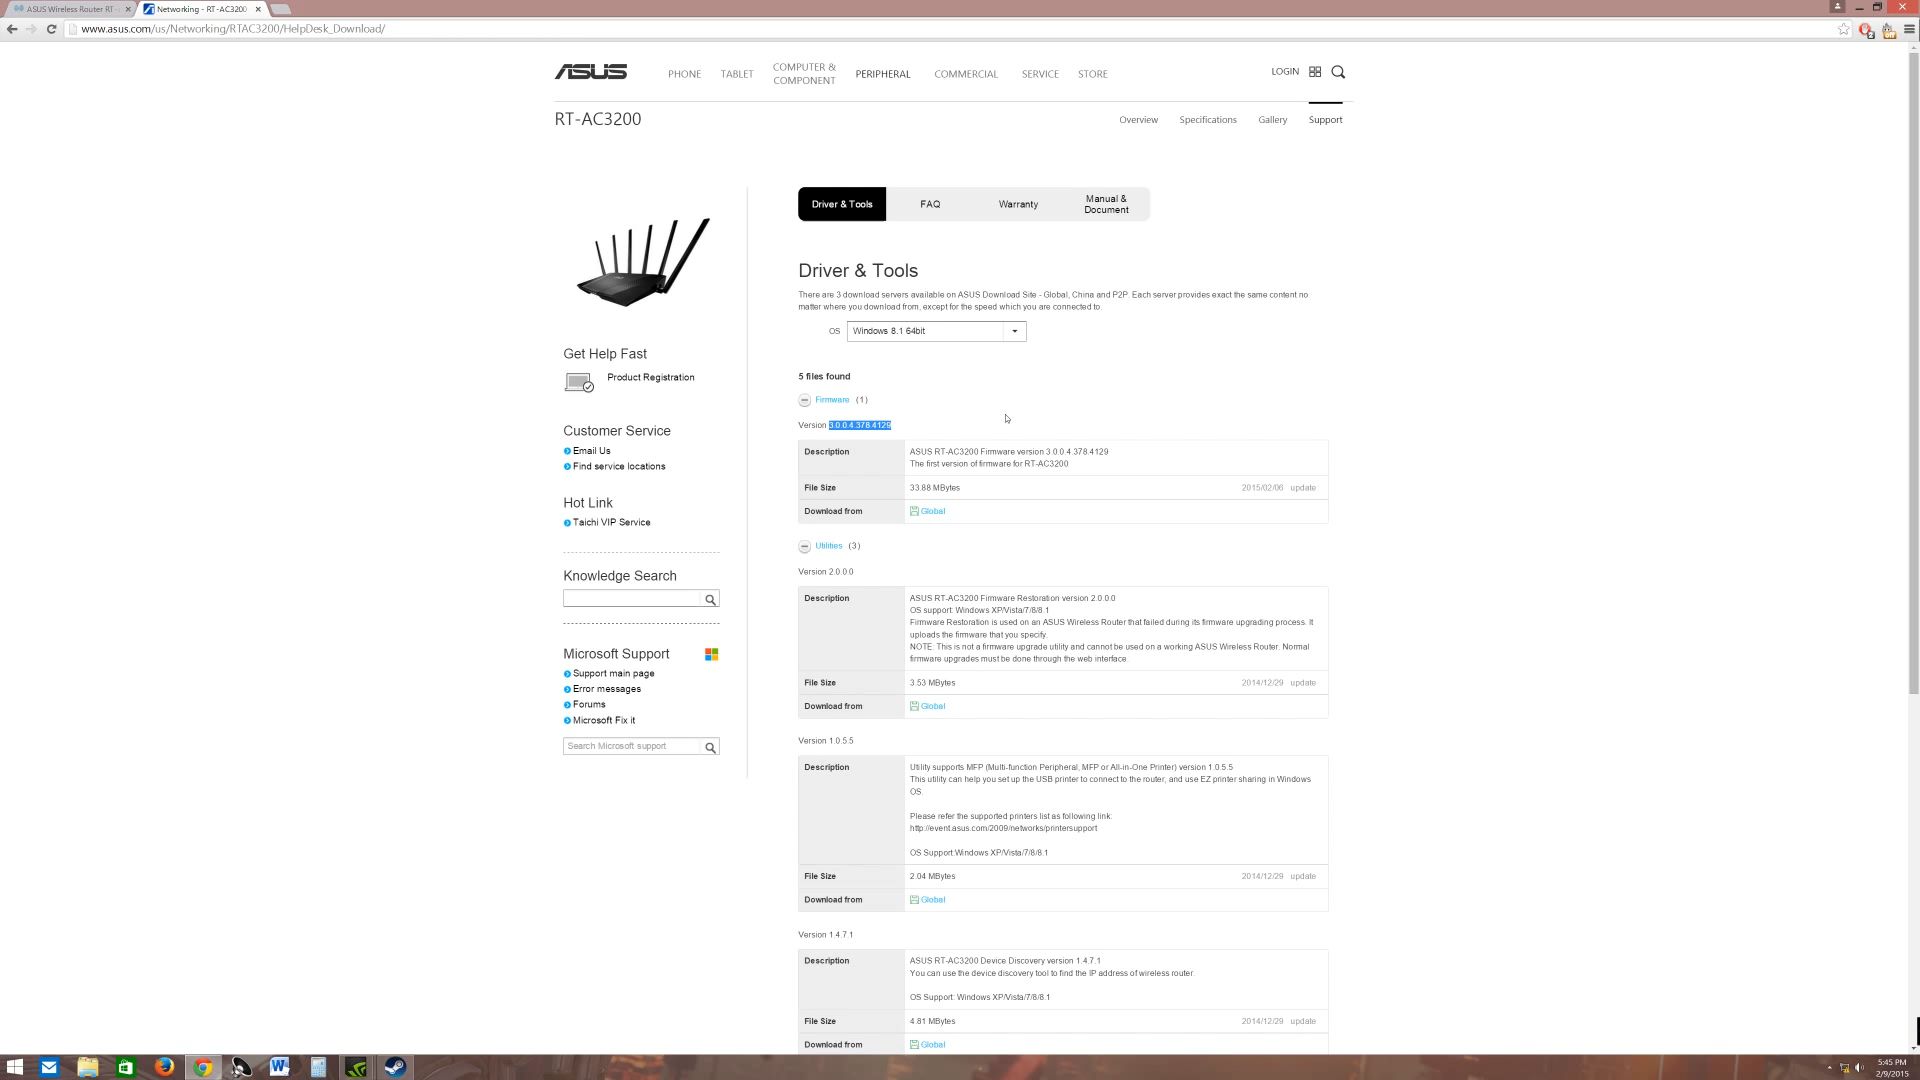 ASUS Wireless Router RT
Networking - RT-AC3200
www.asus.com/us/Networking/RTAC3200/HelpDesk_Download/
ASUS
PHONE
TABLET
COMPUTER &
COMPONENT
PERIPHERAL
COMMERCIAL
SERVICE
STORE
LOGIN
RT-AC3200
Overview
Specifications
Gallery
Support
Get Help Fast
Product Registration
Customer Service
Email Us
Find service locations
Hot Link
Taichi VIP Service
Knowledge Search
Microsoft Support
Support main page
Error messages
Forums
Microsoft Fix it
Search Microsoft support
Driver & Tools
FAQ
Warranty
Manual &
Document
Driver & Tools
There are 3 download servers available on ASUS Download Site - Global, China and P2P. Each server provides exact the same content no
matter where you download from, except for the speed which you are connected to.
OS Windows 8.1 64bit
5 files found
Firmware (1)
Version 3.0.0.4.378.4129
Description
ASUS RT-AC3200 Firmware version 3.0.0.4.378.4129
The first version of firmware for RT-AC3200
File Size 33.88 MBytes 2015/02/06 update
Download from Global
Utilities (3)
Version 2.0.0.0
Description
ASUS RT-AC3200 Firmware Restoration version 2.0.0.0
OS support: Windows XP/Vista/7/8/8.1
Firmware Restoration is used on an ASUS Wireless Router that failed during its firmware upgrading process. It
uploads the firmware that you specify.
NOTE: This is not a firmware upgrade utility and cannot be used on a working ASUS Wireless Router. Normal
firmware upgrades must be done through the web interface.
File Size 3.53 MBytes 2014/12/29 update
Download from Global
Version 1.0.5.5
Description
Utility supports MFP (Multi-function Peripheral, MFP or All-in-One Printer) version 1.0.5.5
This utility can help you set up the USB printer to connect to the router, and use EZ printer sharing in Windows
OS.
Please refer the supported printers list as following link:
http://event.asus.com/2009/networks/printersupport
OS Support:Windows XP/Vista/7/8/8.1
File Size 2.04 MBytes 2014/12/29 update
Download from Global
Version 1.4.7.1
Description
ASUS RT-AC3200 Device Discovery version 1.4.7.1
You can use the device discovery tool to find the IP address of wireless router.
OS Support: Windows XP/Vista/7/8/8.1
File Size 4.81 MBytes 2014/12/29 update
Download from Global
5:45 PM
2/9/2015